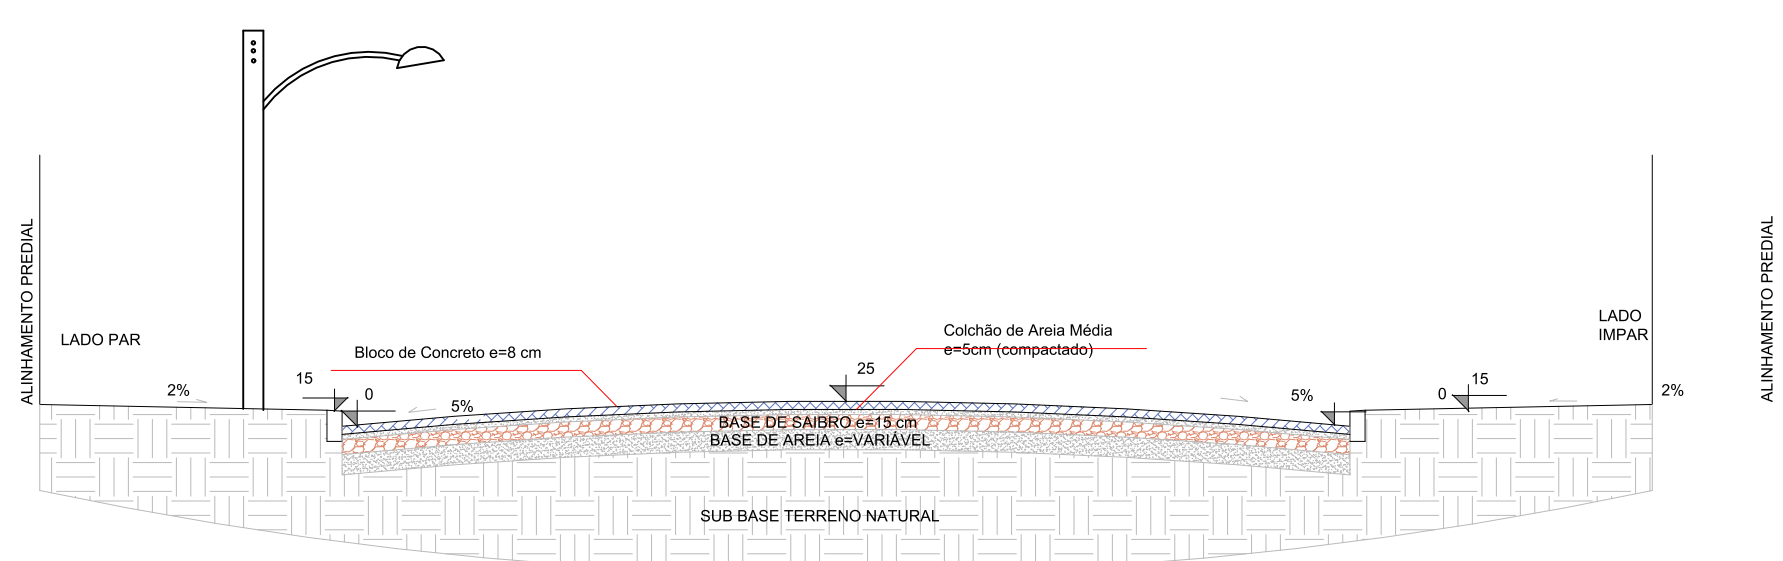 ALINHAMENTO PREDIAL
LADO PAR
2%
15
0
Bloco de Concreto e=8 cm
5%
25
Colchão de Areia Média
e=5cm (compactado)
BASE DE SAIBRO e=15 cm
BASE DE AREIA e=VARIÁVEL
SUB BASE TERRENO NATURAL
5%
0
15
LADO
IMPAR
2%
ALINHAMENTO PREDIAL